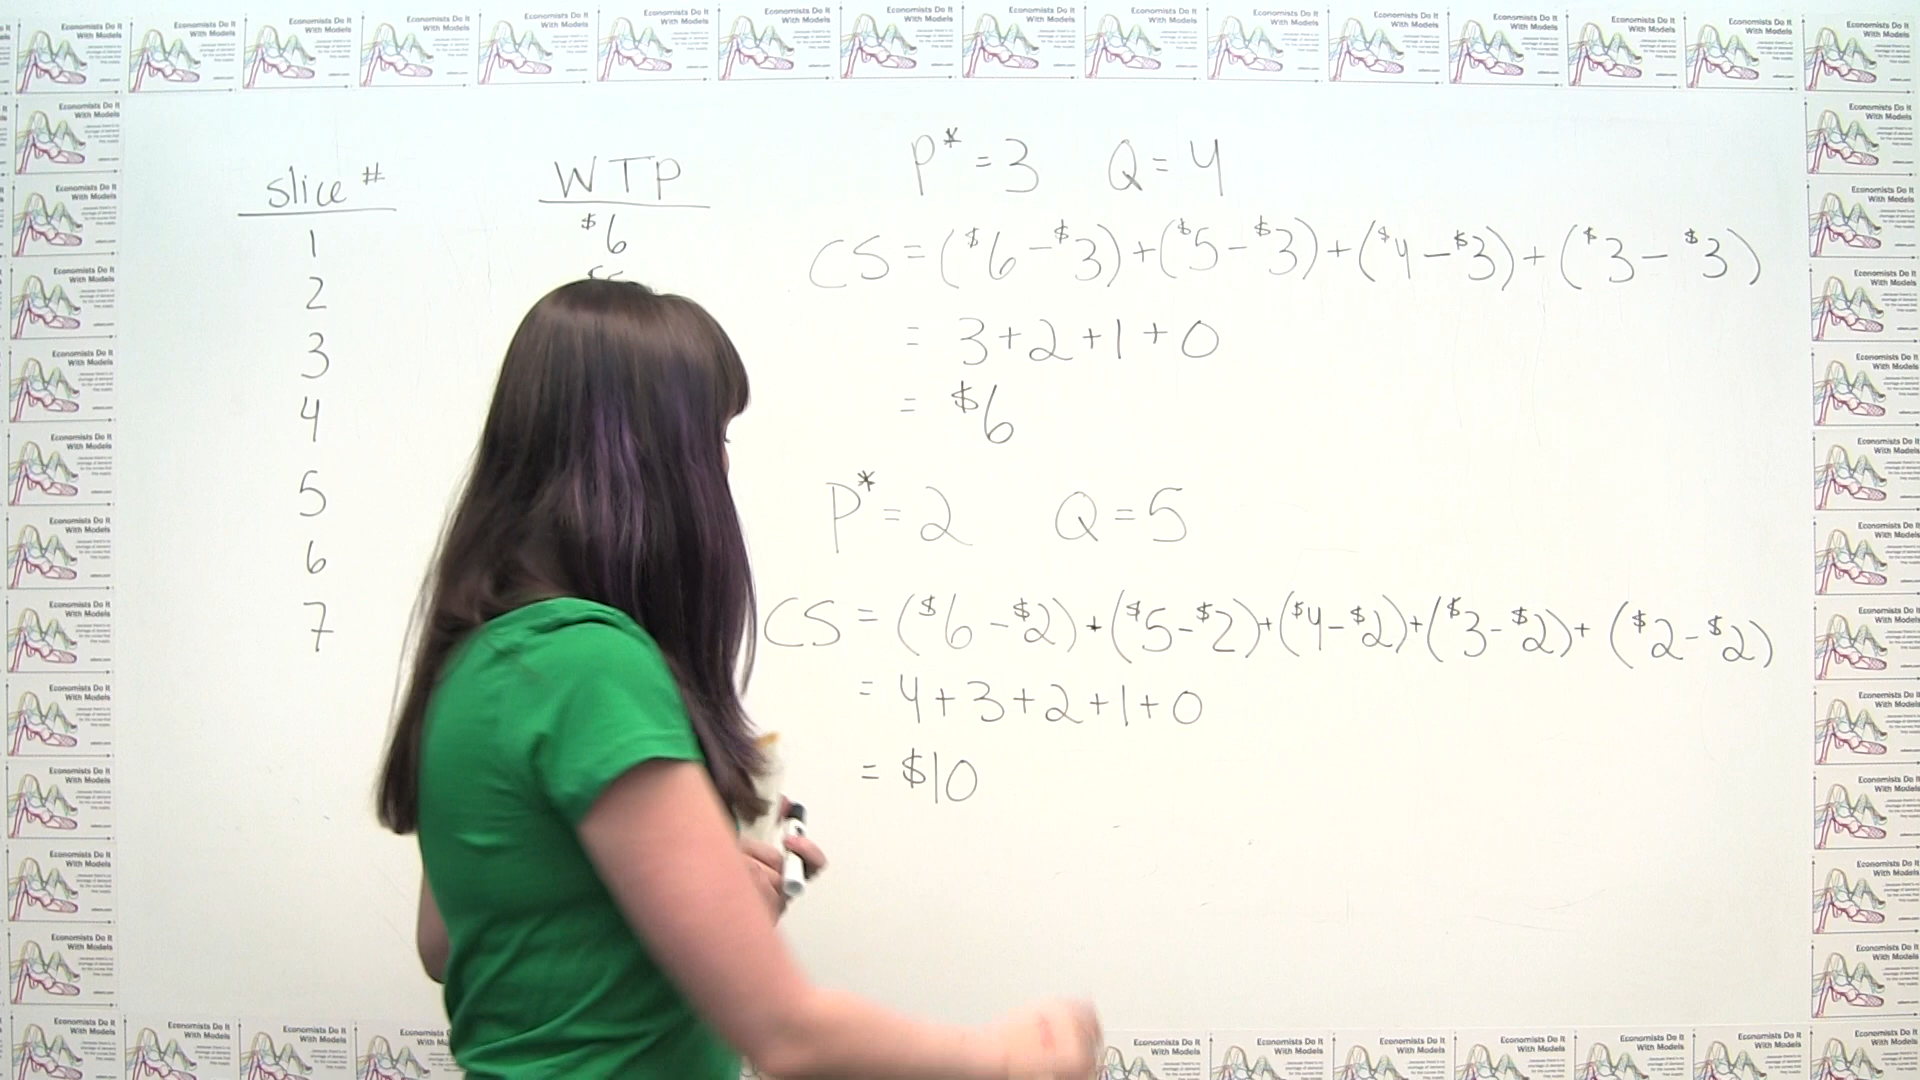 Economists Do It With Models
slice # WTP
1 $6
2
3
4
5
6
7
P* = 3 Q = 4
CS = ($6 - $3) + ($5 - $3) + ($4 - $3) + ($3 - $3)
= 3 + 2 + 1 + 0
= $6
P* = 2 Q = 5
CS = ($6 - $2) + ($5 - $2) + ($4 - $2) + ($3 - $2) + ($2 - $2)
= 4 + 3 + 2 + 1 + 0
= $10